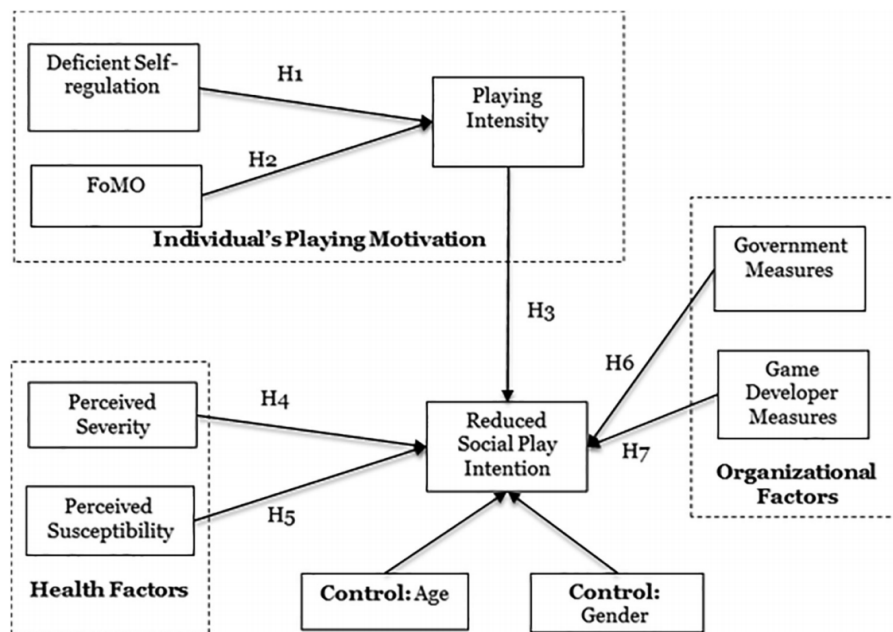 Deficient Self-
regulation
H1
Playing
Intensity
H2
FoMO
Individual's Playing Motivation
Government
Measures
H3
H6
Game
Developer
Measures
H4
Perceived
Severity
Reduced
Social Play
Intention
H7
Organizational
Factors
Perceived
Susceptibility
H5
Health Factors
Control: Age
Control:
Gender